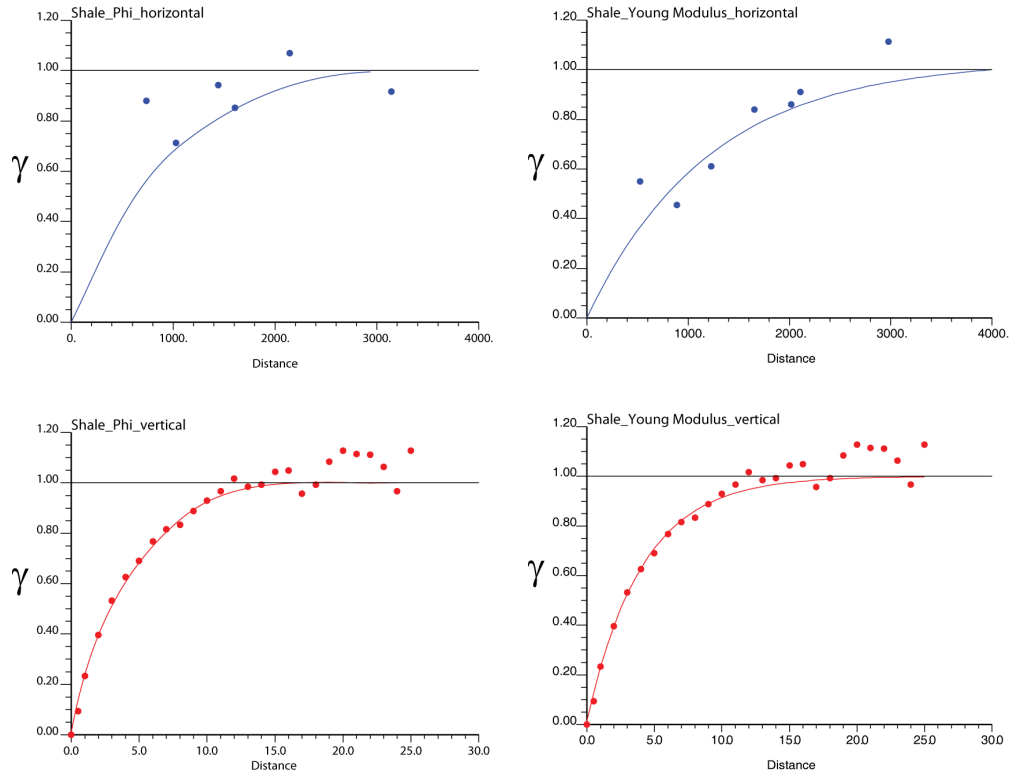 Shale_Phi_horizontal
1.20
1.00
0.80
0.60
0.40
0.20
0.00
γ
0. 1000. 2000. 3000. 4000.
Distance
Shale_Young Modulus_horizontal
1.20
1.00
0.80
0.60
0.40
0.20
0.00
γ
0. 1000. 2000. 3000. 4000.
Distance
Shale_Phi_vertical
1.20
1.00
0.80
0.60
0.40
0.20
0.00
γ
0.0 5.0 10.0 15.0 20.0 25.0 30.0
Distance
Shale_Young Modulus_vertical
1.20
1.00
0.80
0.60
0.40
0.20
0.00
γ
0.0 5.0 10.0 15.0 20.0 25.0 30.0
Distance